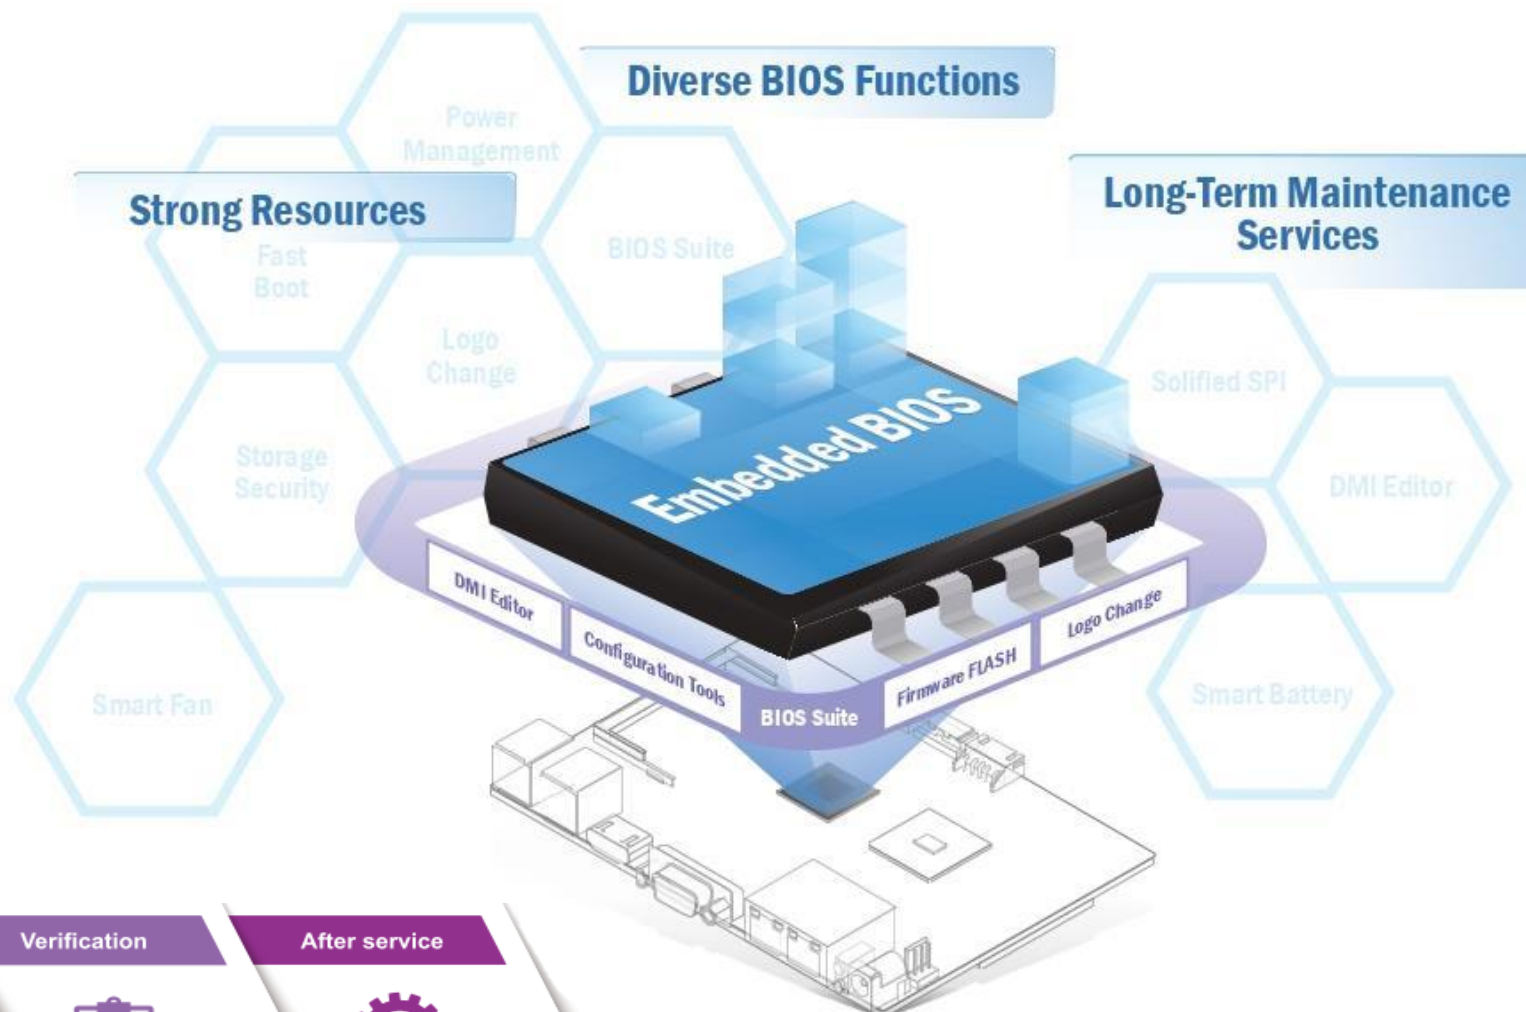 Diverse BIOS Functions
Power
Management
Strong Resources
Long-Term Maintenance
Services
BIOS Suite
Fast
Boot
Logo
Change
Solified SPI
Embedded BIOS
Storage
Security
DMI Editor
DMI Editor
Configuration Tools
BIOS Suite
Firmware FLASH
Logo Change
Smart Fan
Smart Battery
Verification
After service